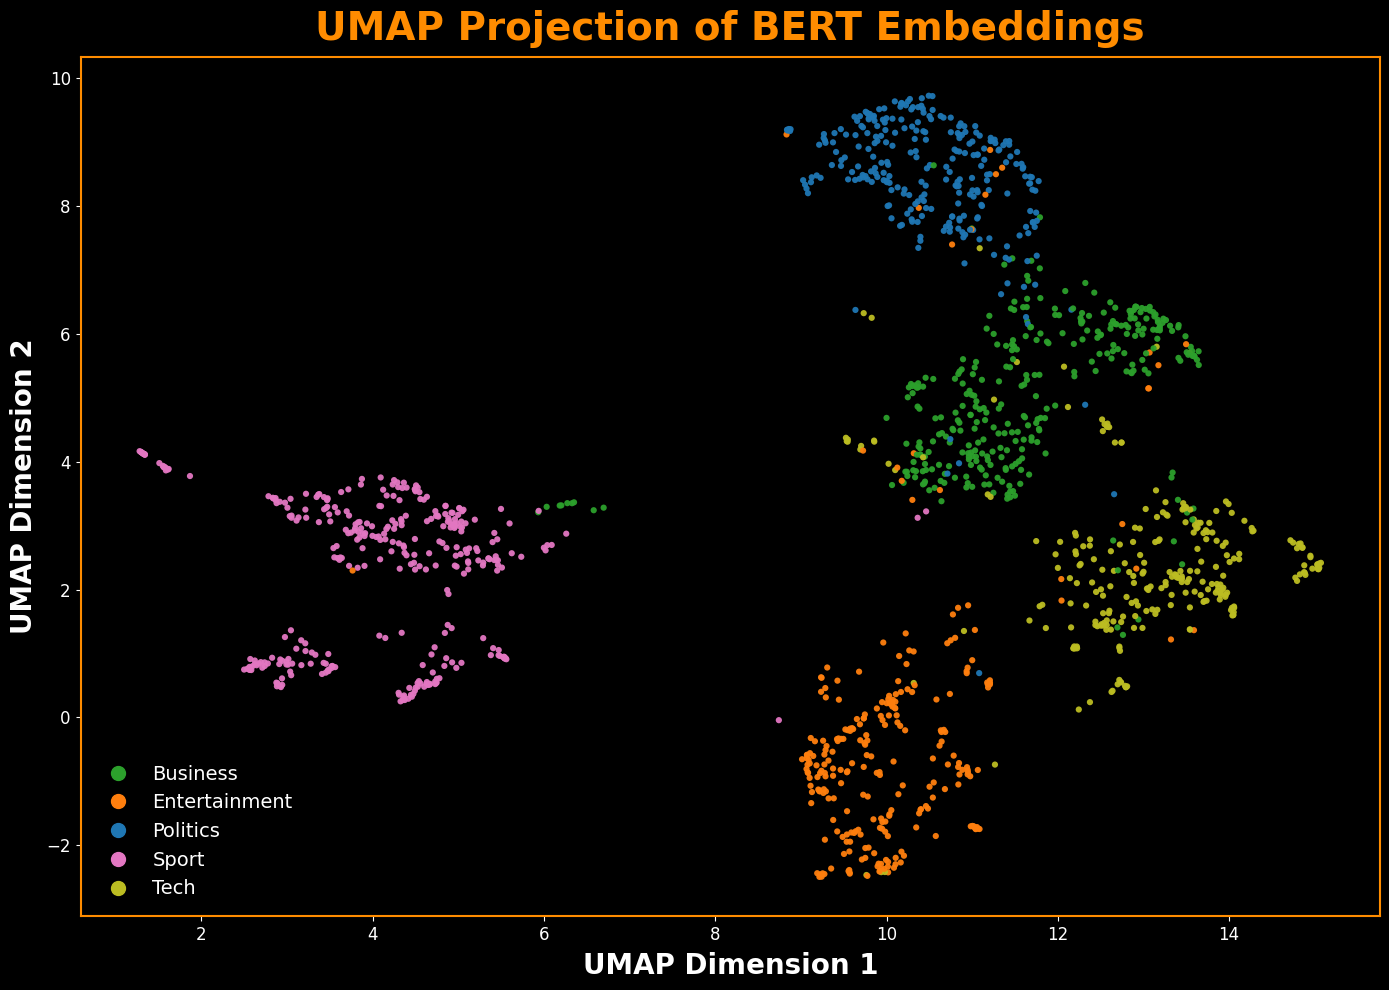 UMAP Projection of BERT Embeddings
UMAP Dimension 2
10
8
6
4
2
0
−2
Business
Entertainment
Politics
Sport
Tech
2 4 6 8 10 12 14
UMAP Dimension 1